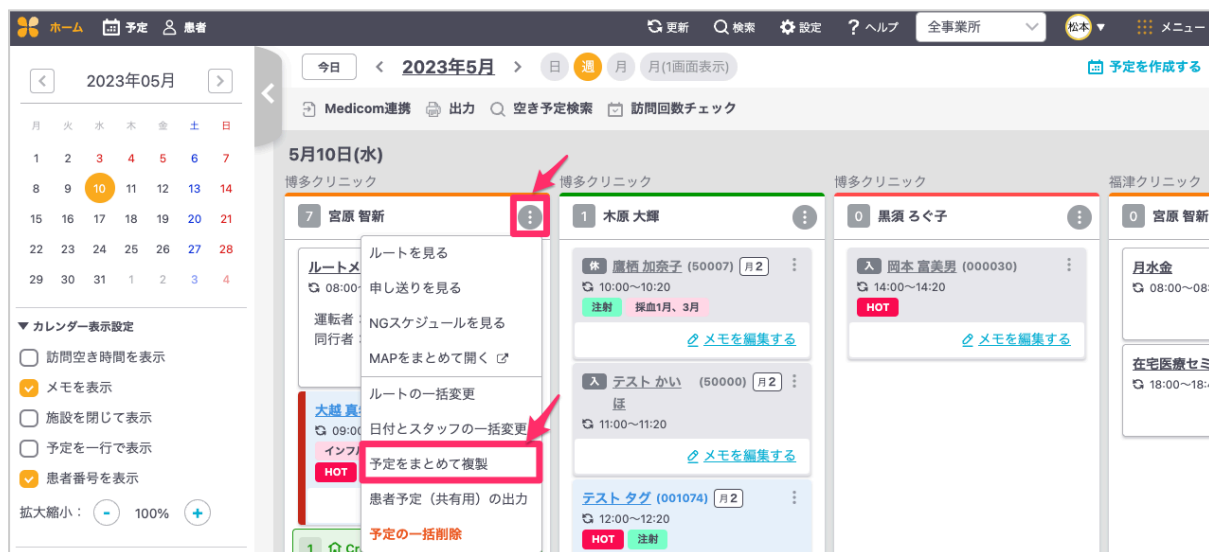 ホーム 予定 患者 更新 検索 設定 ? ヘルプ 全事業所 松本 ▼ メニュー
< 2023年05月 >
月 火 水 木 金 土 日
1 2 3 4 5 6 7
8 9 10 11 12 13 14
15 16 17 18 19 20 21
22 23 24 25 26 27 28
29 30 31 1 2 3 4
▼ カレンダー表示設定
訪問空き時間を表示
メモを表示
施設を閉じて表示
予定を一行で表示
患者番号を表示
拡大縮小： - 100% +
今日 < 2023年5月 > 日 週 月 月(1画面表示) 予定を作成する
Medicom連携 出力 空き予定検索 訪問回数チェック
5月10日(水)
博多クリニック
7 宮原 智新
ルートメ
08:00
運転者：
同行者：
大越 真
09:00
インフ
HOT
1
ルートを見る
申し送りを見る
NGスケジュールを見る
MAPをまとめて開く
ルートの一括変更
日付とスタッフの一括変更
予定をまとめて複製
患者予定（共有用）の出力
予定の一括削除
博多クリニック
1 木原 大輝
休 鷹栖 加奈子 (50007) 月2
10:00〜10:20
注射 採血1月、3月
メモを編集する
入 テスト かい (50000) 月2
ほ
11:00〜11:20
メモを編集する
テスト タグ (001074) 月2
12:00〜12:20
HOT 注射
博多クリニック
0 黒須 ろぐ子
入 岡本 富美男 (000030)
14:00〜14:20
HOT
メモを編集する
福津クリニック
0 宮原 智新
月水金
08:00〜08:
在宅医療セミ
18:00〜18: